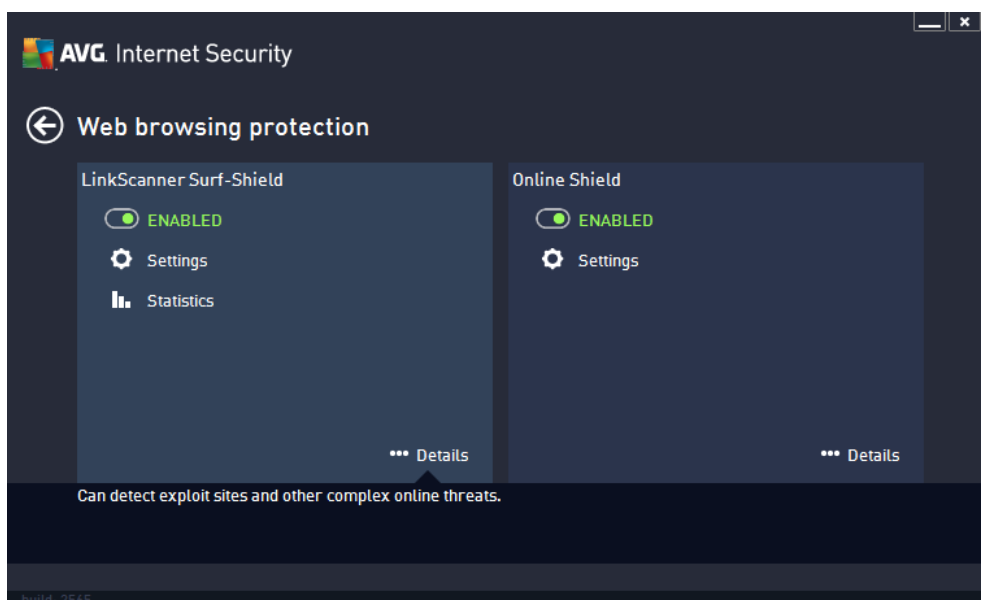 AVG. Internet Security
Web browsing protection
LinkScanner Surf-Shield
ENABLED
Settings
Statistics
... Details
Online Shield
ENABLED
Settings
... Details
Can detect exploit sites and other complex online threats.